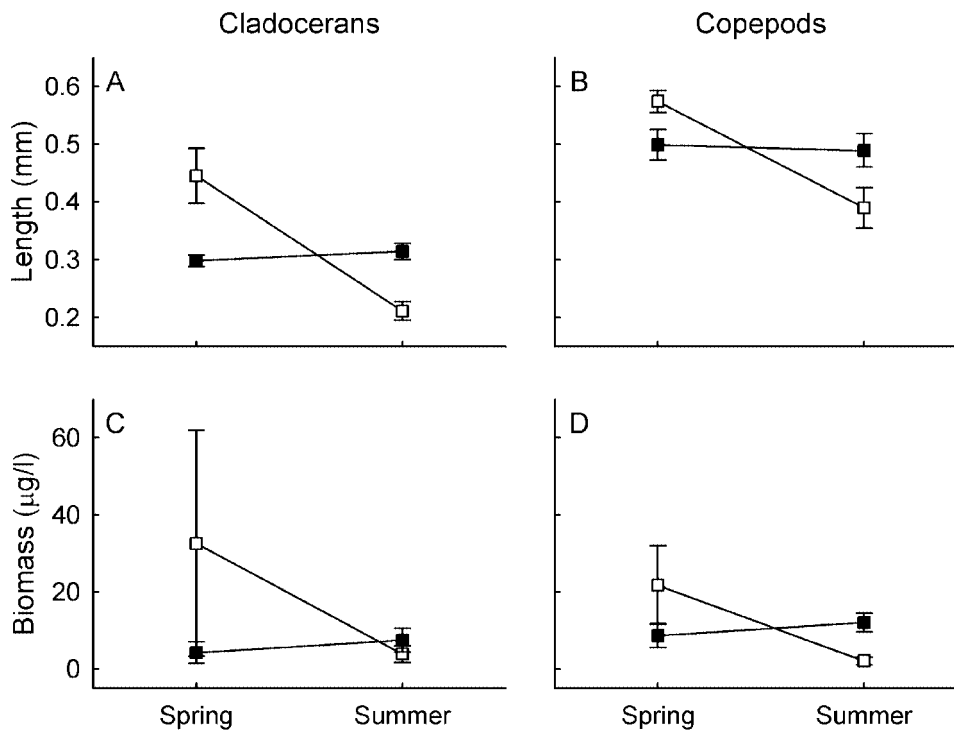 Cladocerans
Copepods
A
B
0.6
0.5
0.4
0.3
0.2
Length (mm)
C
D
60
40
20
0
Biomass (μg/l)
Spring
Summer
Spring
Summer